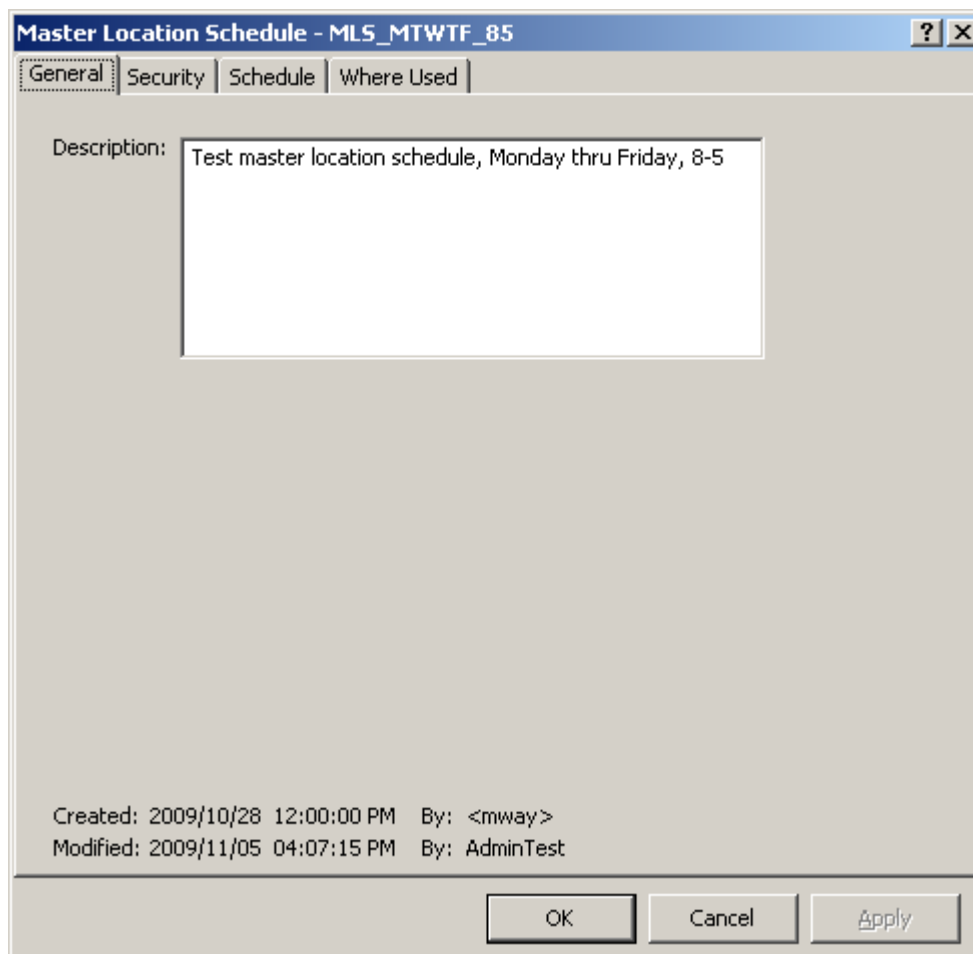 Master Location Schedule - MLS_MTWTF_85
General Security Schedule Where Used
Description: Test master location schedule, Monday thru Friday, 8-5
Created: 2009/10/28 12:00:00 PM By: <mway>
Modified: 2009/11/05 04:07:15 PM By: AdminTest
OK Cancel Apply